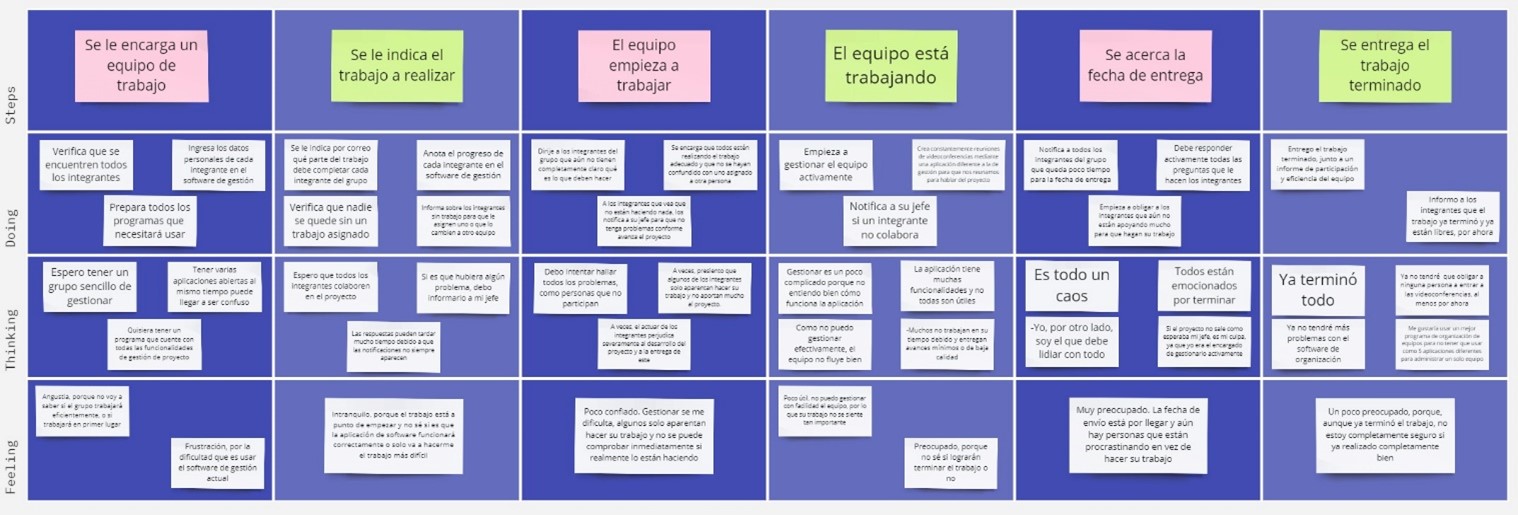 Steps
Se le encarga un
equipo de
trabajo
Se le indica el
trabajo a realizar
El equipo
empieza a
trabajar
El equipo está
trabajando
Se acerca la
fecha de entrega
Se entrega el
trabajo
terminado
Doing
Verifica que se
encuentren todos
los integrantes
Ingresa los datos
personales de cada
integrante en el
software de gestión
Prepara todos los
programas que
necesitará usar
Se le indica por correo
qué parte del trabajo
debe completar cada
integrante del grupo
Anota el progreso de
cada integrante en el
software de gestión
Verifica que nadie
se quede sin un
trabajo asignado
Informa sobre los integrantes
sin trabajo para que le
asignen uno o que lo
cambien a otro equipo
Dirije a los integrantes del
grupo que aún no tienen
completamente claro qué
es lo que deben hacer
Se encarga que todos están
realizando el trabajo
adecuado y que no se hayan
confundido con uno asignado
a otra persona
A los integrantes que vea que
no están haciendo nada, los
notifica a su jefe para que no
tenga problemas conforme
avanza el proyecto
Empieza a
gestionar el equipo
activamente
Crea constantemente reuniones
de videoconferencias mediante
una aplicación diferente a la de
gestión para que nos reunamos
para hablar del proyecto
Notifica a su jefe
si un integrante
no colabora
Notifica a todos los
integrantes del grupo
que queda poco tiempo
para la fecha de entrega
Debe responder
activamente todas las
preguntas que le
hacen los integrantes
Empieza a obligar a los
integrantes que aún no
están apoyando mucho
para que hagan su trabajo
Entrego el trabajo
terminado, junto a un
informe de participación
y eficiencia del equipo
Informo a los
integrantes que el
trabajo ya terminó y ya
están libres, por ahora
Thinking
Espero tener un
grupo sencillo de
gestionar
Tener varias
aplicaciones abiertas al
mismo tiempo puede
llegar a ser confuso
Quisiera tener un
programa que cuente con
todas las funcionalidades
de gestión de proyecto
Espero que todos los
integrantes colaboren
en el proyecto
Si es que hubiera algún
problema, debo
informarlo a mi jefe
Las respuestas pueden tardar
mucho tiempo debido a que
las notificaciones no siempre
aparecen
Debo intentar hallar
todos los problemas,
como personas que no
participan
A veces, presiento que
algunos de los integrantes
solo aparentan hacer su
trabajo y no aportan mucho
al proyecto.
A veces, el actuar de los
integrantes perjudica
severamente al desarrollo del
proyecto y a la entrega de
este
Gestionar es un poco
complicado porque no
entiendo bien cómo
funciona la aplicación
La aplicación tiene
muchas
funcionalidades y no
todas son útiles
Como no puedo
gestionar
efectivamente, el
equipo no fluye bien
-Muchos no trabajan en su
tiempo debido y entregan
avances mínimos o de baja
calidad
Es todo un
caos
Todos están
emocionados
por terminar
-Yo, por otro lado,
soy el que debe
lidiar con todo
Si el proyecto no sale como
esperaba mi jefe, es mi culpa,
ya que yo era el encargado
de gestionarlo activamente
Ya terminó
todo
Ya no tendré que obligar a
ninguna persona a entrar a
las videoconferencias, al
menos por ahora
Ya no tendré más
problemas con el
software de
organización
Me gustaría usar un mejor
programa de organización de
equipos para no tener que usar
como 5 aplicaciones diferentes
para administrar un solo equipo
Feeling
Angustia, porque no voy a
saber si el grupo trabajará
eficientemente, o si
trabajará en primer lugar
Frustración, por la
dificultad que es usar
el software de gestión
actual
Intranquilo, porque el trabajo está a
punto de empezar y no sé si es que
la aplicación de software funcionará
correctamente o solo va a hacerme
el trabajo más difícil
Poco confiado. Gestionar se me
dificulta, algunos solo aparentan
hacer su trabajo y no se puede
comprobar inmediatamente si
realmente lo están haciendo
Poco útil, no puedo gestionar
con facilidad el equipo, por lo
que su trabajo no se siente
tan importante
Preocupado, porque
no sé si lograrán
terminar el trabajo o
no
Muy preocupado. La fecha de
envío está por llegar y aún
hay personas que están
procrastinando en vez de
hacer su trabajo
Un poco preocupado, porque,
aunque ya terminó el trabajo, no
estoy completamente seguro si
ya realizado completamente
bien